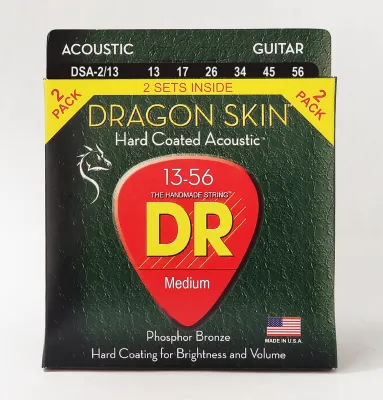 ACOUSTIC GUITAR
DSA-2/13 13 17 26 34 45 56
2 PACK
2 SETS INSIDE
2 PACK
DRAGON SKIN™
Hard Coated Acoustic™
13-56
THE HANDMADE STRING™
DR
Medium
Phosphor Bronze
MADE IN U.S.A.
Hard Coating for Brightness and Volume